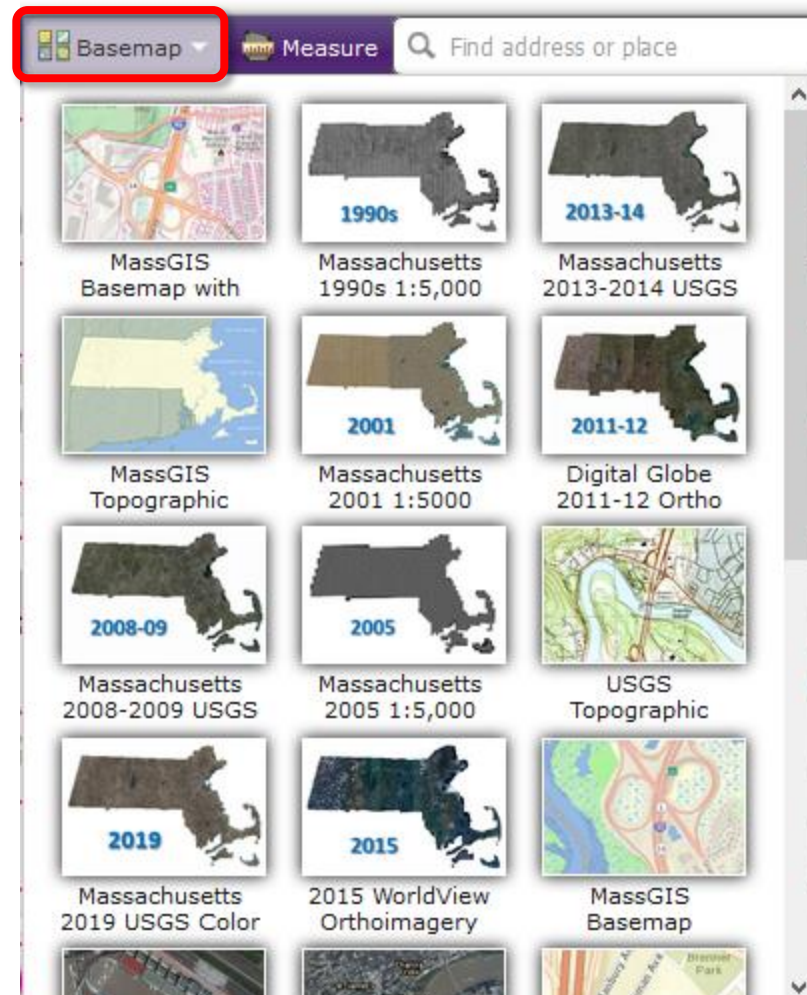 Basemap
Measure
Find address or place
1990s
2013-14
MassGIS
Basemap with
Massachusetts
1990s 1:5,000
Massachusetts
2013-2014 USGS
2001
2011-12
MassGIS
Topographic
Massachusetts
2001 1:5000
Digital Globe
2011-12 Ortho
2008-09
2005
Massachusetts
2008-2009 USGS
Massachusetts
2005 1:5,000
USGS
Topographic
2019
2015
Massachusetts
2019 USGS Color
2015 WorldView
Orthoimagery
MassGIS
Basemap
Brenner
Park